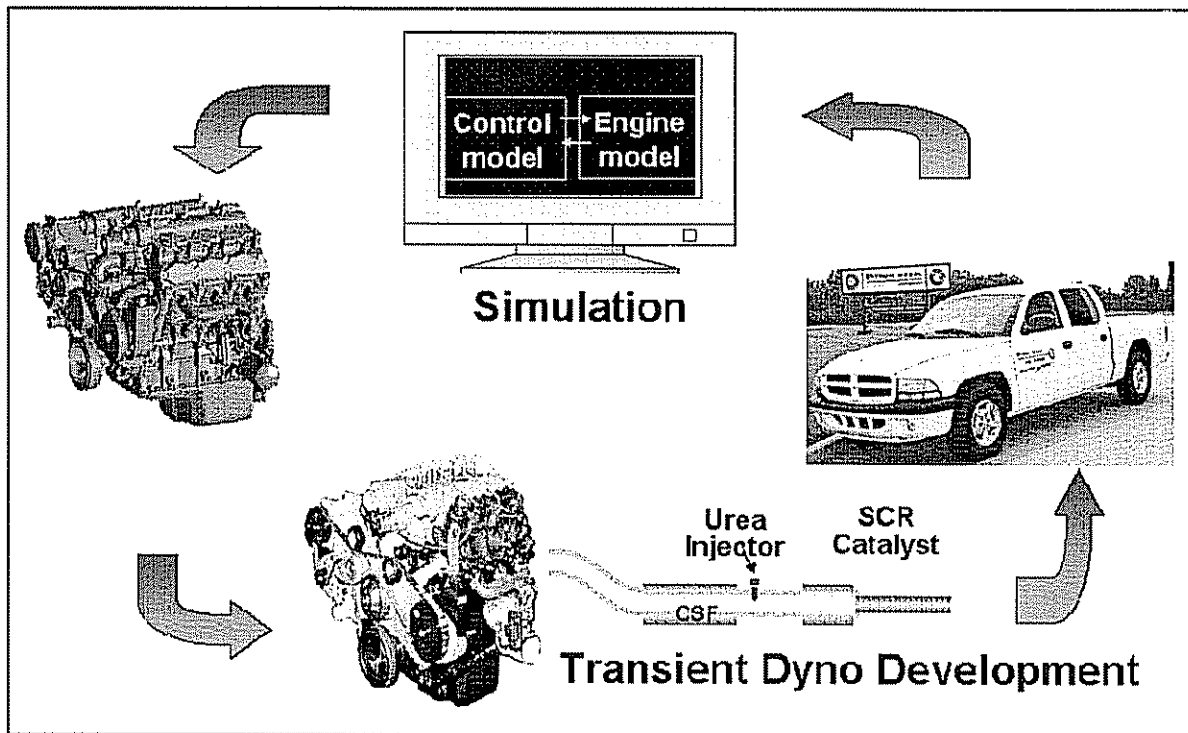 Control
model
Engine
model
Simulation
Urea
Injector
SCR
Catalyst
CSF
Transient Dyno Development